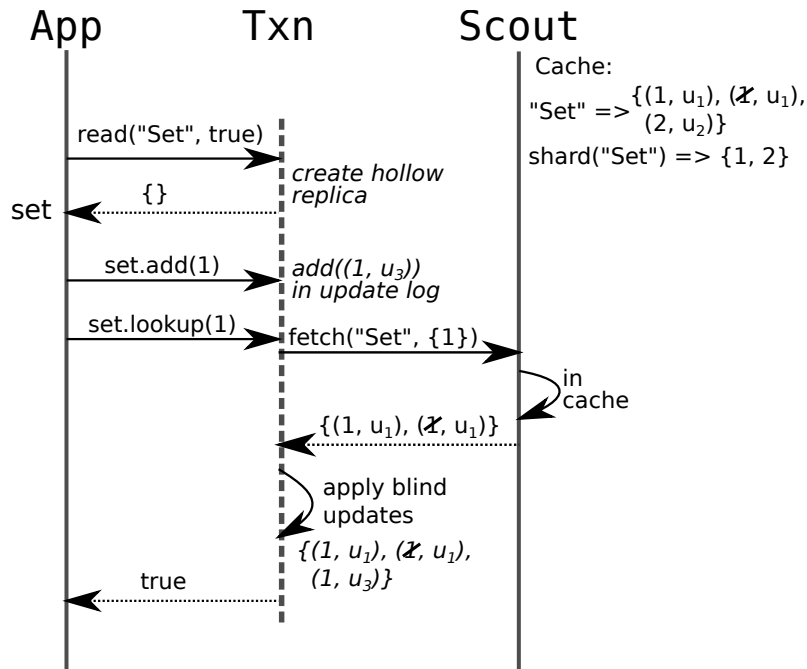 App
Txn
Scout
Cache:
"Set" => {(1, u₁), (1̸, u₁),
(2, u₂)}
shard("Set") => {1, 2}
read("Set", true)
create hollow
replica
{}
set
set.add(1)
add((1, u₃))
in update log
set.lookup(1)
fetch("Set", {1})
in
cache
{(1, u₁), (1̸, u₁)}
apply blind
updates
{(1, u₁), (1̸, u₁),
(1, u₃)}
true